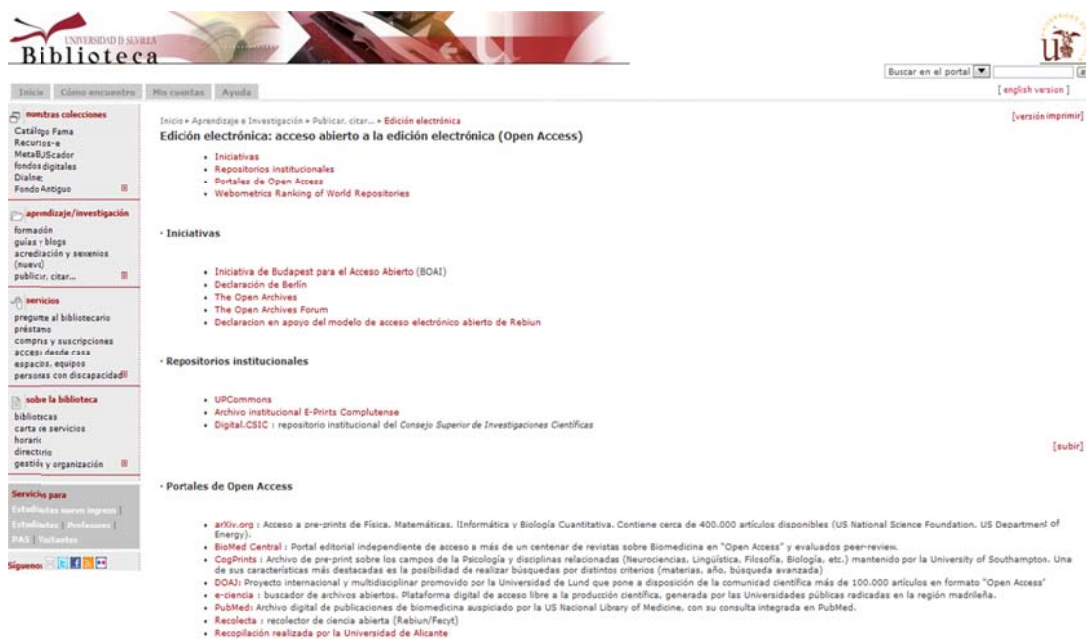 UNIVERSIDAD D SEVILLA
Biblioteca
Buscar en el portal
Inicio Cómo encuentro Mis cuentas Ayuda
[ english version ]
nuestras colecciones
Catálogo Fama
Recursos-e
MetaBUScador
fondos digitales
Dialnet
Fondo Antiguo
aprendizaje/investigación
formación
guías y blogs
acreditación y sexenios
(nuevo)
publicar, citar...
servicios
pregunte al bibliotecario
préstamo
compras y suscripciones
acceso desde casa
espacios, equipos
personas con discapacidad
sobre la biblioteca
bibliotecas
carta de servicios
horario
directorio
gestión y organización
Servicios para
Estudiantes nuevo ingreso |
Estudiantes | Profesores |
PAS | Visitantes
Síguenos
Inicio » Aprendizaje e Investigación » Publicar, citar... » Edición electrónica
[versión imprimir]
Edición electrónica: acceso abierto a la edición electrónica (Open Access)
• Iniciativas
• Repositorios institucionales
• Portales de Open Access
• Webometrics Ranking of World Repositories
· Iniciativas
• Iniciativa de Budapest para el Acceso Abierto (BOAI)
• Declaración de Berlín
• The Open Archives
• The Open Archives Forum
• Declaracion en apoyo del modelo de acceso electrónico abierto de Rebiun
· Repositorios institucionales
• UPCommons
• Archivo institucional E-Prints Complutense
• Digital.CSIC : repositorio institucional del Consejo Superior de Investigaciones Científicas
[subir]
· Portales de Open Access
• arXiv.org : Acceso a pre-prints de Física. Matemáticas. IInformática y Biología Cuantitativa. Contiene cerca de 400.000 artículos disponibles (US National Science Foundation. US Department of
Energy).
• BioMed Central : Portal editorial independiente de acceso a más de un centenar de revistas sobre Biomedicina en "Open Access" y evaluados peer-review.
• CogPrints : Archivo de pre-print sobre los campos de la Psicología y disciplinas relacionadas (Neurociencias, Lingüística, Filosofía, Biología, etc.) mantenido por la University of Southampton. Una
de sus características más destacadas es la posibilidad de realizar búsquedas por distintos criterios (materias, año, búsqueda avanzada)
• DOAJ: Proyecto internacional y multidisciplinar promovido por la Universidad de Lund que pone a disposición de la comunidad científica más de 100.000 artículos en formato "Open Access"
• e-ciencia : buscador de archivos abiertos. Plataforma digital de acceso libre a la producción científica, generada por las Universidades públicas radicadas en la región madrileña.
• PubMed: Archivo digital de publicaciones de biomedicina auspiciado por la US Nacional Library of Medicine, con su consulta integrada en PubMed.
• Recolecta : recolector de ciencia abierta (Rebiun/Fecyt)
• Recopilación realizada por la Universidad de Alicante